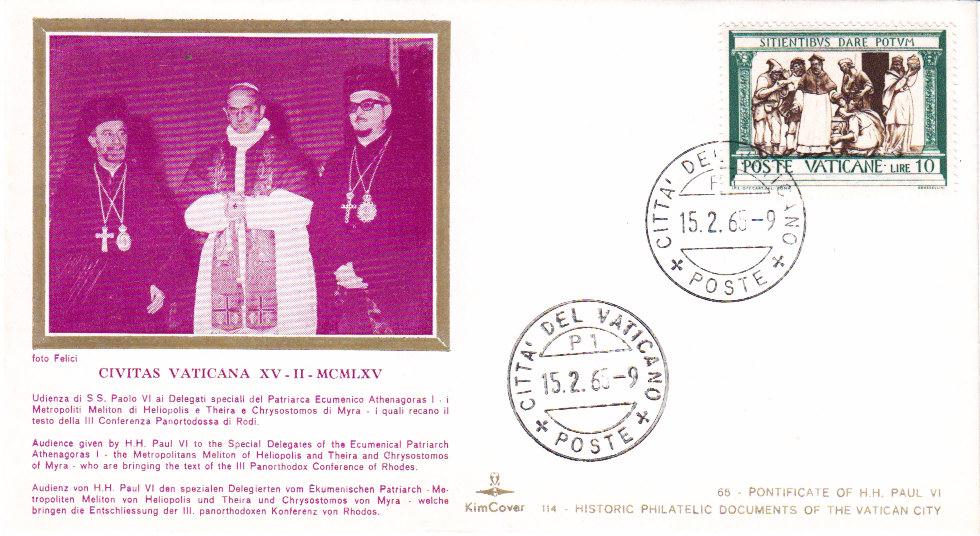 SITIENTIBVS DARE POTVM
POSTE VATICANE LIRE 10
CITTA' DEL VATICANO
15.2.65-9
POSTE
CITTA' DEL VATICANO
P 1
15.2.65-9
POSTE
foto Felici
CIVITAS VATICANA XV - II - MCMLXV
Udienza di S S. Paolo VI ai Delegati speciali del Patriarca Ecumenico Athenagoras I - i
Metropoliti Meliton di Heliopolis e Theira e Chrysostomos di Myra - i quali recano il
testo della III Conferenza Panortodossa di Rodi.
Audience given by H.H. Paul VI to the Special Delegates of the Ecumenical Patriarch
Athenagoras I - the Metropolitans Meliton of Heliopolis and Theira and Chrysostomos
of Myra - who are bringing the text of the III Panorthodox Conference of Rhodes.
Audienz von H.H. Paul VI den spezialen Delegierten vom Ekumenischen Patriarch - Me-
tropoliten Meliton von Heliopolis und Theira und Chrysostomos von Myra - welche
bringen die Entschliessung der III. panorthodoxen Konferenz von Rhodos.
KimCover
65 - PONTIFICATE OF H.H. PAUL VI
114 - HISTORIC PHILATELIC DOCUMENTS OF THE VATICAN CITY